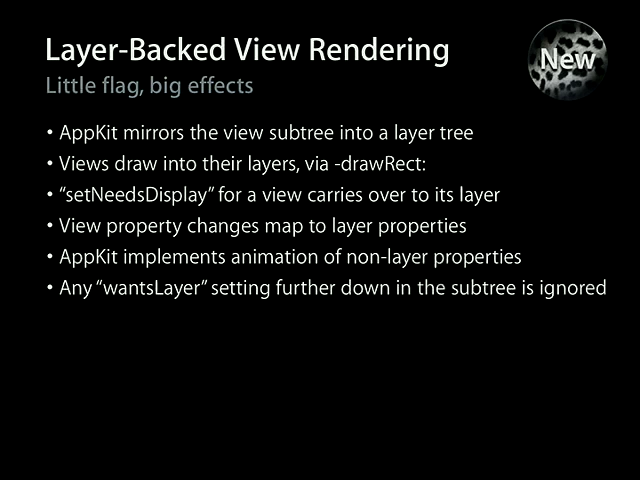 Layer-Backed View Rendering
New
Little flag, big effects
• AppKit mirrors the view subtree into a layer tree
• Views draw into their layers, via -drawRect:
• “setNeedsDisplay” for a view carries over to its layer
• View property changes map to layer properties
• AppKit implements animation of non-layer properties
• Any “wantsLayer” setting further down in the subtree is ignored